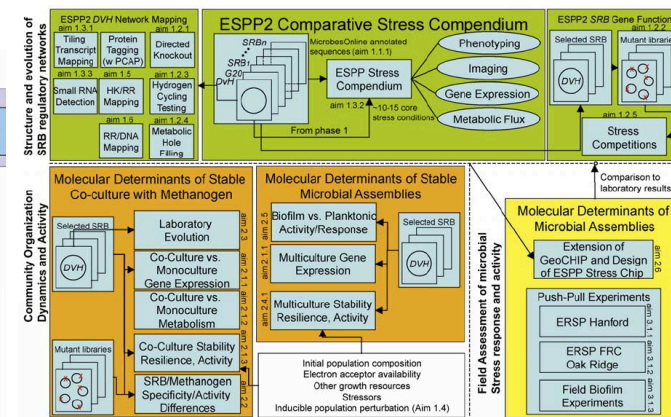 Structure and evolution of
SRB regulatory networks
ESPP2 DVH Network Mapping
aim 1.3.1
aim 1.2.1
Tiling
Transcript
Mapping
Protein
Tagging
(w PCAP)
Directed
Knockout
aim 1.3.3
aim 1.5
aim 1.2.3
Small RNA
Detection
HK/RR
Mapping
Hydrogen
Cycling
Testing
aim 1.6
aim 1.2.4
RR/DNA
Mapping
Metabolic
Hole
Filling
ESPP2 Comparative Stress Compendium
SRBn
SRB1
G20
DvH
MicrobesOnline annotated
sequences (aim 1.1.1)
ESPP Stress
Compendium
aim 1.3.2
~10-15 core
stress conditions
From phase 1
Phenotyping
Imaging
Gene Expression
Metabolic Flux
ESPP2 SRB Gene Function
aim 1.2.2
Selected SRB
DVH
Mutant libraries
aim 1.2.5
Stress
Competitions
Community Organization
Dynamics and Activity
Molecular Determinants of Stable
Co-culture with Methanogen
Selected SRB
DVH
Mutant libraries
Laboratory
Evolution
aim 2.3
Co-Culture vs.
Monoculture
Gene Expression
aim 2.1.1
Co-Culture vs.
Monoculture
Metabolism
aim 2.1.2
Co-Culture Stability
Resilience, Activity
aim 2.1.3
SRB/Methanogen
Specificity/Activity
Differences
aim 2.2
Molecular Determinants of Stable
Microbial Assemblies
aim 2.5
Biofilm vs. Planktonic
Activity/Response
aim 2.1.1
Multiculture Gene
Expression
aim 2.4.1
Multiculture Stability
Resilience, Activity
Selected SRB
DVH
Initial population composition
Electron acceptor availability
Other growth resources
Stressors
Inducible population perturbation (Aim 1.4)
Field Assessment of microbial
Stress response and activity
Comparison to
laboratory results
Molecular Determinants of
Microbial Assemblies
Extension of
GeoCHIP and Design
of ESPP Stress Chip
aim 2.6
Push-Pull Experiments
ERSP Hanford
aim 3.1.1
ERSP FRC
Oak Ridge
aim 3.1.2
Field Biofilm
Experiments
aim 3.1.3